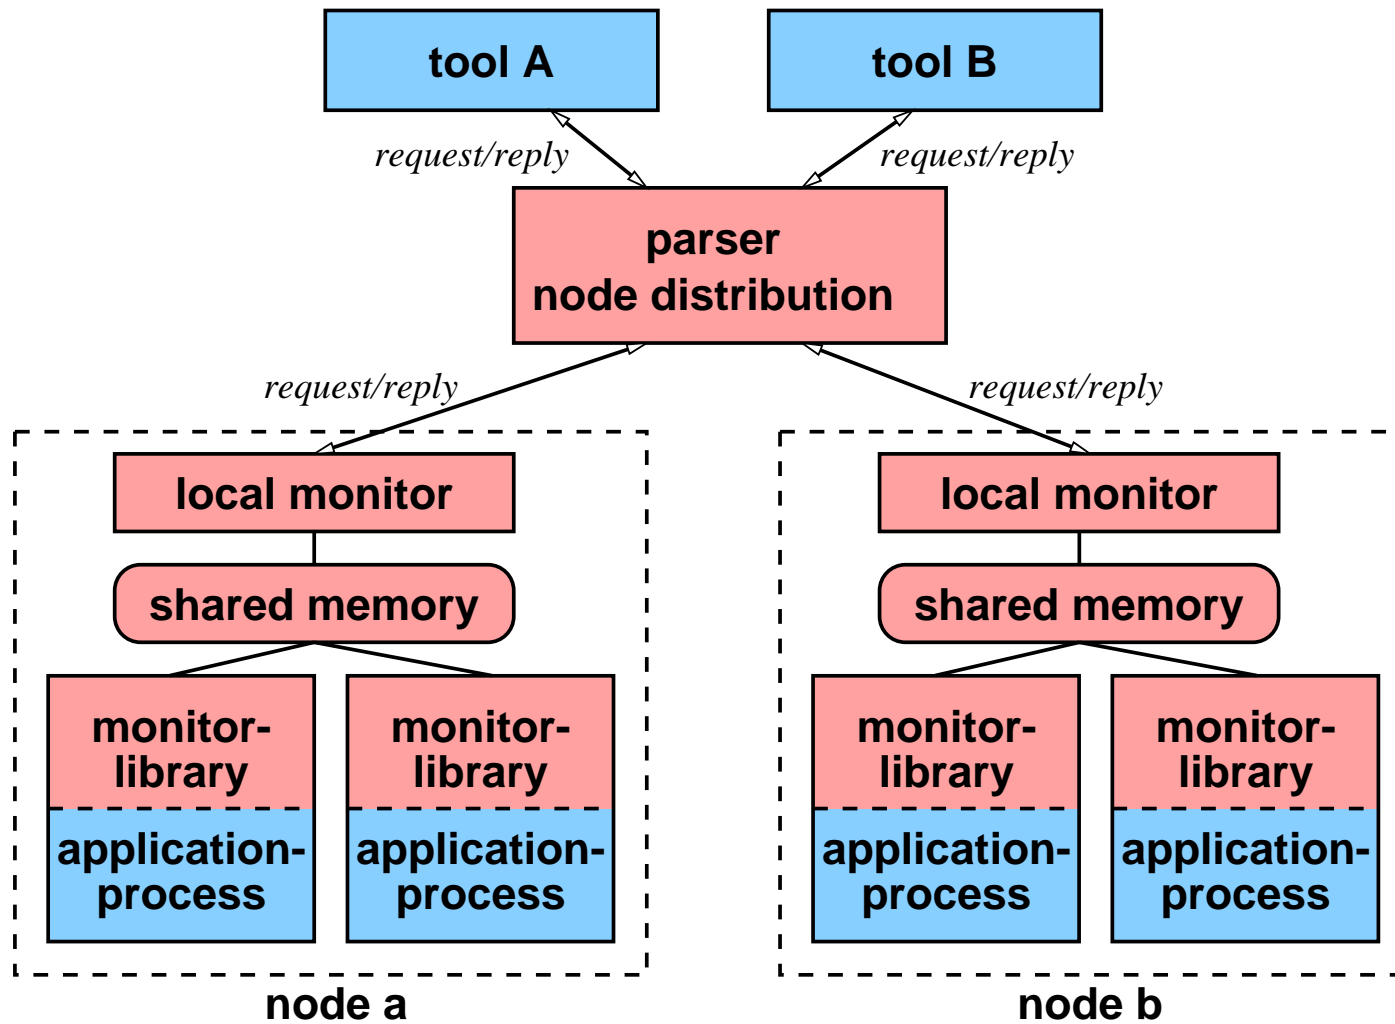 tool A
tool B
request/reply
request/reply
parser
node distribution
request/reply
request/reply
local monitor
local monitor
shared memory
shared memory
monitor-
library
monitor-
library
monitor-
library
monitor-
library
application-
process
application-
process
application-
process
application-
process
node a
node b